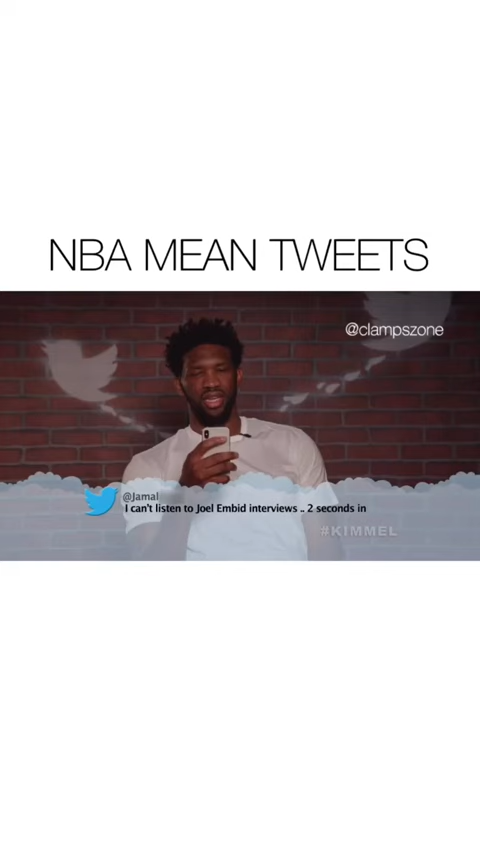 NBA MEAN TWEETS
@clampszone
@Jamal
I can't listen to Joel Embid interviews .. 2 seconds in
#KIMMEL